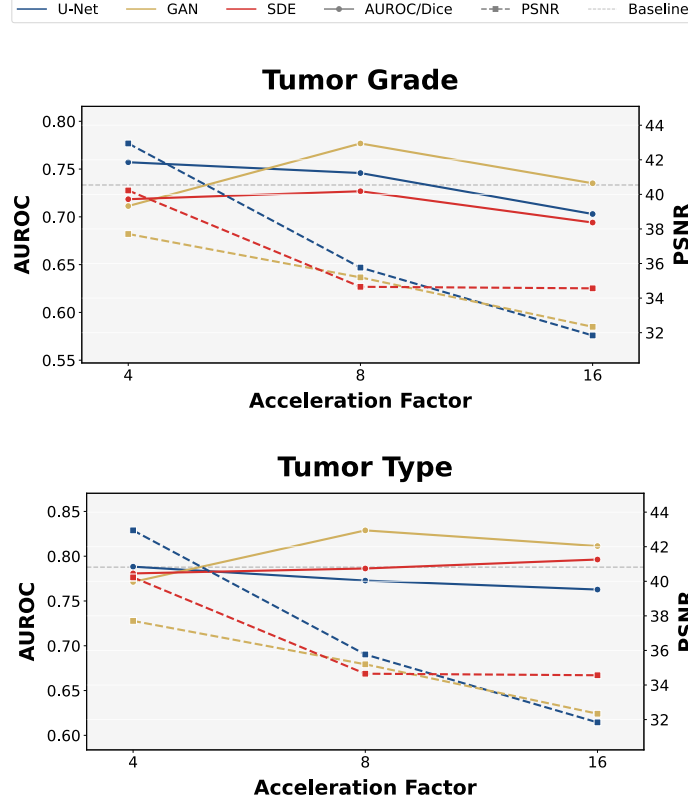 U-Net GAN SDE AUROC/Dice PSNR Baseline
Tumor Grade
0.80
0.75
0.70
0.65
0.60
0.55
AUROC
44
42
40
38
36
34
32
PSNR
4 8 16
Acceleration Factor
Tumor Type
0.85
0.80
0.75
0.70
0.65
0.60
AUROC
44
42
40
38
36
34
32
PSNR
4 8 16
Acceleration Factor